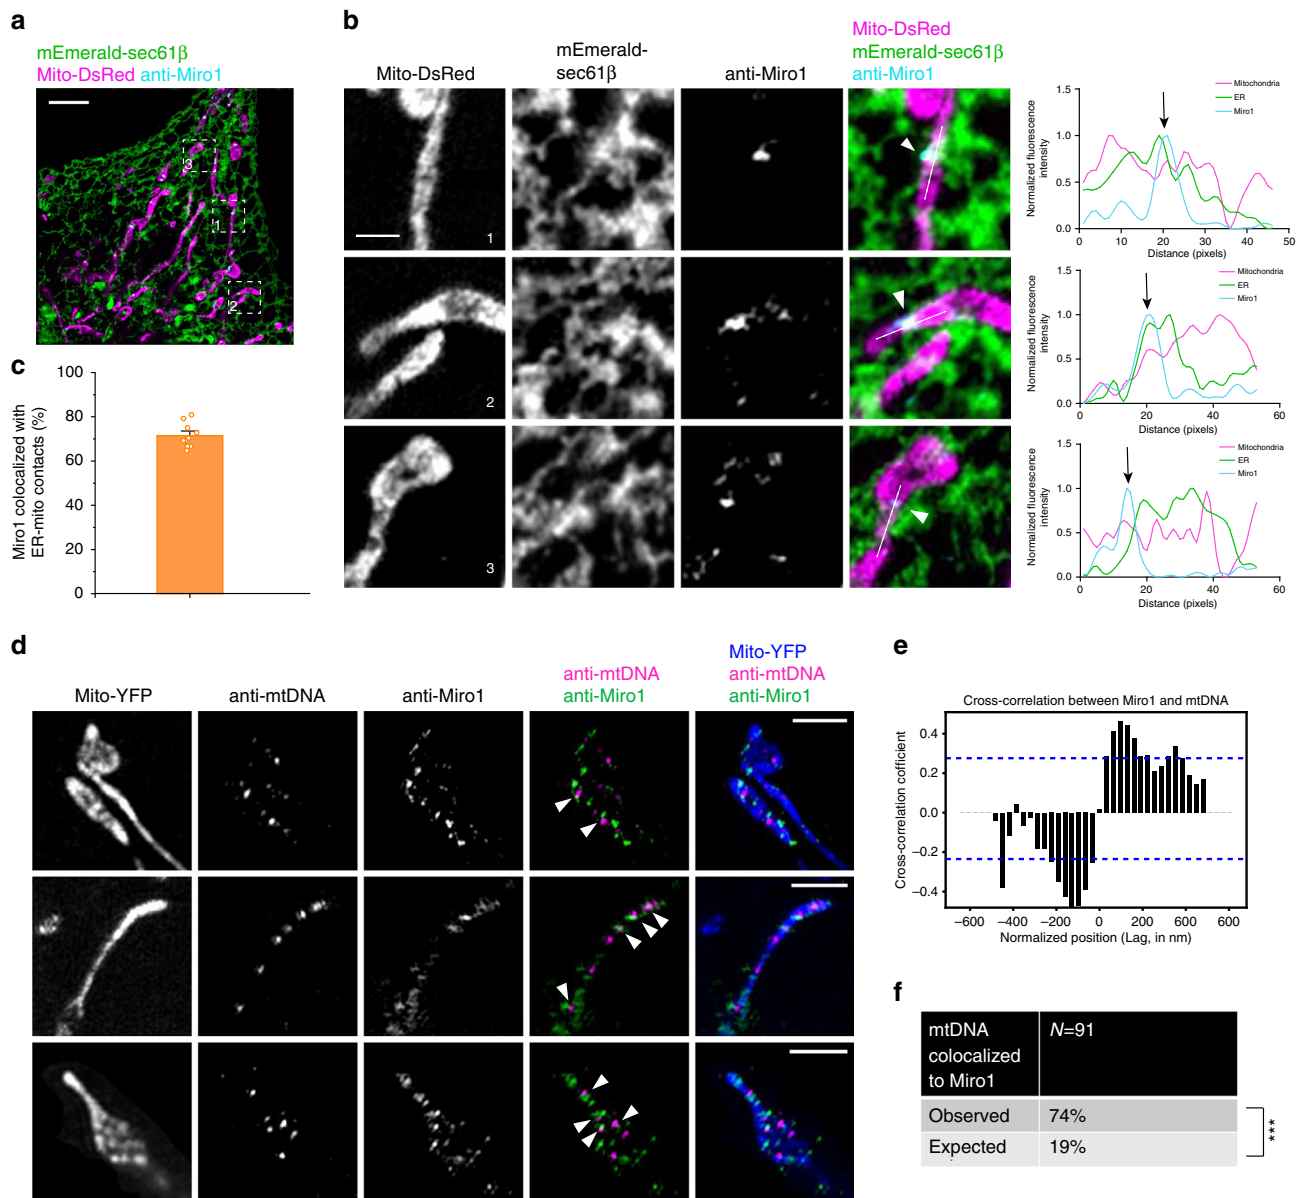 a
mEmerald-sec61β
Mito-DsRed anti-Miro1
3
1
2
b
Mito-DsRed
mEmerald-
sec61β
anti-Miro1
Mito-DsRed
mEmerald-sec61β
anti-Miro1
1
2
3
Normalized fluorescence
intensity
1.5
1.0
0.5
0.0
0 10 20 30 40 50
Distance (pixels)
Mitochondria
ER
Miro1
Normalized fluorescence
intensity
1.5
1.0
0.5
0
0 20 40 60
Distance (pixels)
Mitochondria
ER
Miro1
Normalized fluorescence
intensity
1.5
1.0
0.5
0.0
0 20 40 60
Distance (pixels)
Mitochondria
ER
Miro1
c
Miro1 colocalized with
ER-mito contacts (%)
100
80
60
40
20
0
d
Mito-YFP
anti-mtDNA
anti-Miro1
anti-mtDNA
anti-Miro1
Mito-YFP
anti-mtDNA
anti-Miro1
e
Cross-correlation between Miro1 and mtDNA
Cross-correlation cofficient
0.4
0.2
0.0
−0.2
−0.4
−600 −400 −200 0 200 400 600
Normalized position (Lag, in nm)
f
mtDNA
colocalized
to Miro1
N=91
Observed 74%
Expected 19%
***